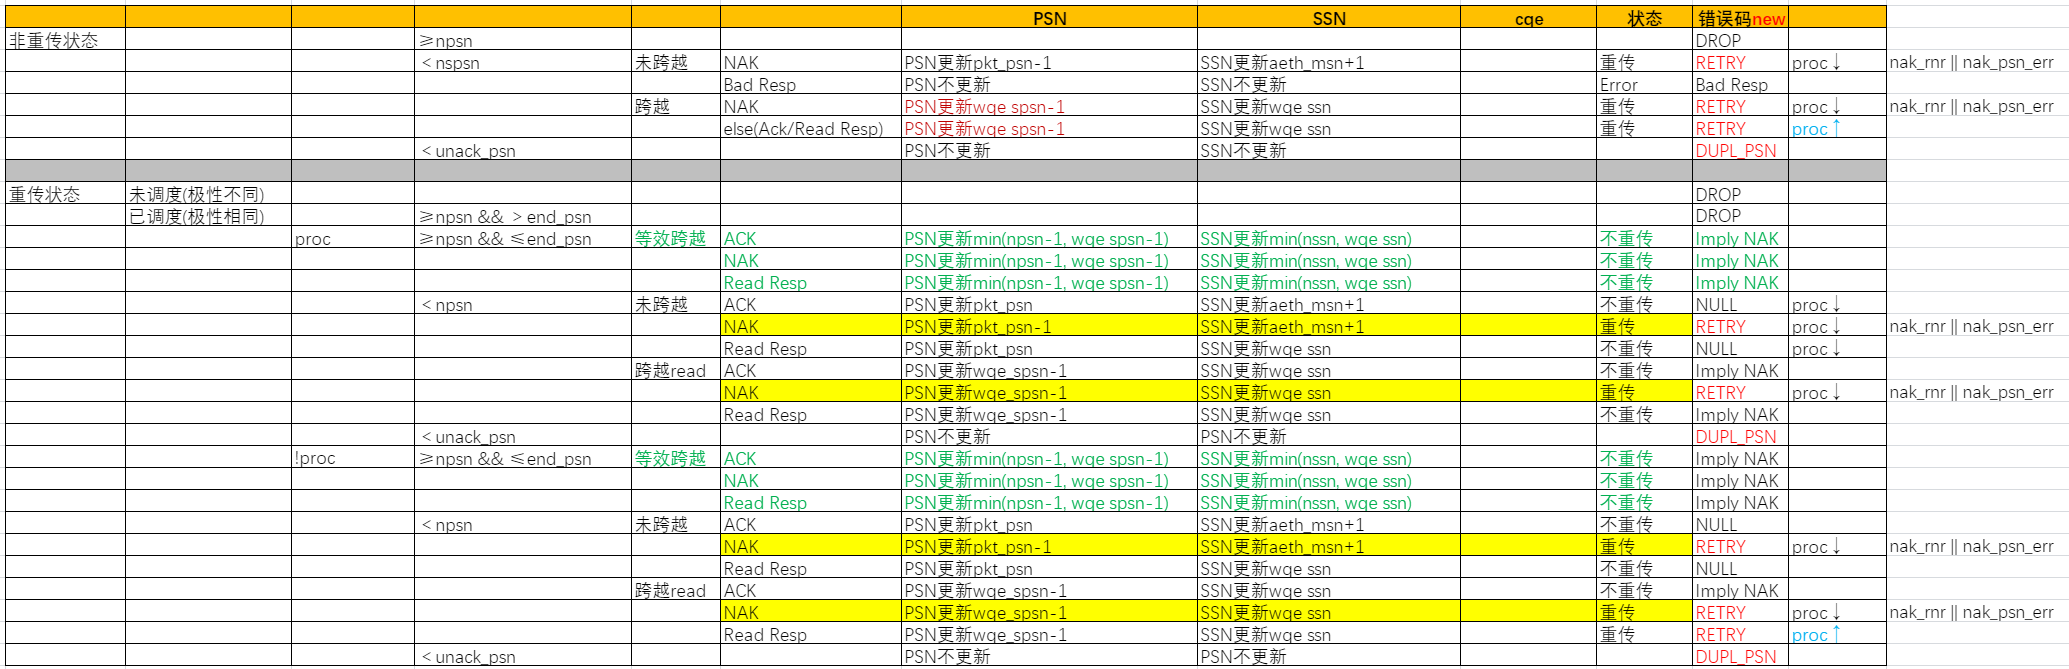 PSN SSN cqe 状态 错误码new
非重传状态 ≥npsn DROP
＜nspsn 未跨越 NAK PSN更新pkt_psn-1 SSN更新aeth_msn+1 重传 RETRY proc↓ nak_rnr || nak_psn_err
Bad Resp PSN不更新 SSN不更新 Error Bad Resp
跨越 NAK PSN更新wqe spsn-1 SSN更新wqe ssn 重传 RETRY proc↓ nak_rnr || nak_psn_err
else(Ack/Read Resp) PSN更新wqe spsn-1 SSN更新wqe ssn 重传 RETRY proc↑
＜unack_psn PSN不更新 SSN不更新 DUPL_PSN
重传状态 未调度(极性不同) DROP
已调度(极性相同) ≥npsn && ＞end_psn DROP
proc ≥npsn && ≤end_psn 等效跨越 ACK PSN更新min(npsn-1, wqe spsn-1) SSN更新min(nssn, wqe ssn) 不重传 Imply NAK
NAK PSN更新min(npsn-1, wqe spsn-1) SSN更新min(nssn, wqe ssn) 不重传 Imply NAK
Read Resp PSN更新min(npsn-1, wqe spsn-1) SSN更新min(nssn, wqe ssn) 不重传 Imply NAK
＜npsn 未跨越 ACK PSN更新pkt_psn SSN更新aeth_msn+1 不重传 NULL proc↓
NAK PSN更新pkt_psn-1 SSN更新aeth_msn+1 重传 RETRY proc↓ nak_rnr || nak_psn_err
Read Resp PSN更新pkt_psn SSN更新wqe ssn 不重传 NULL proc↓
跨越read ACK PSN更新wqe_spsn-1 SSN更新wqe ssn 不重传 Imply NAK
NAK PSN更新wqe_spsn-1 SSN更新wqe ssn 重传 RETRY proc↓ nak_rnr || nak_psn_err
Read Resp PSN更新wqe_spsn-1 SSN更新wqe ssn 不重传 Imply NAK
＜unack_psn PSN不更新 PSN不更新 DUPL_PSN
!proc ≥npsn && ≤end_psn 等效跨越 ACK PSN更新min(npsn-1, wqe spsn-1) SSN更新min(nssn, wqe ssn) 不重传 Imply NAK
NAK PSN更新min(npsn-1, wqe spsn-1) SSN更新min(nssn, wqe ssn) 不重传 Imply NAK
Read Resp PSN更新min(npsn-1, wqe spsn-1) SSN更新min(nssn, wqe ssn) 不重传 Imply NAK
＜npsn 未跨越 ACK PSN更新pkt_psn SSN更新aeth_msn+1 不重传 NULL
NAK PSN更新pkt_psn-1 SSN更新aeth_msn+1 重传 RETRY proc↓ nak_rnr || nak_psn_err
Read Resp PSN更新pkt_psn SSN更新wqe ssn 不重传 NULL
跨越read ACK PSN更新wqe_spsn-1 SSN更新wqe ssn 不重传 Imply NAK
NAK PSN更新wqe_spsn-1 SSN更新wqe ssn 重传 RETRY proc↓ nak_rnr || nak_psn_err
Read Resp PSN更新wqe_spsn-1 SSN更新wqe ssn 重传 RETRY proc↑
＜unack_psn PSN不更新 PSN不更新 DUPL_PSN